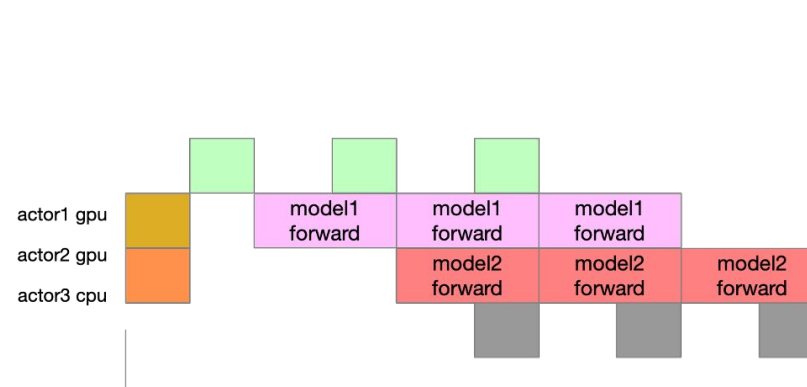 actor1 gpu
model1
forward
model1
forward
model1
forward
actor2 gpu
model2
forward
model2
forward
model2
forward
actor3 cpu